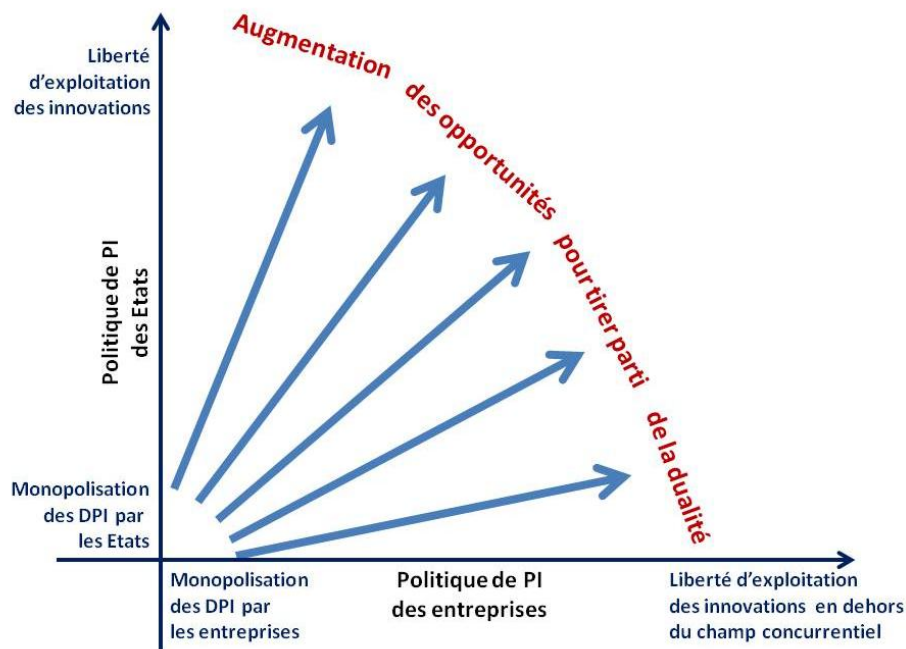 Augmentation des opportunités pour tirer parti de la dualité
Liberté
d'exploitation
des innovations
Politique de PI
des Etats
Monopolisation
des DPI par
les Etats
Monopolisation
des DPI par
les entreprises
Politique de PI
des entreprises
Liberté d'exploitation
des innovations en dehors
du champ concurrentiel